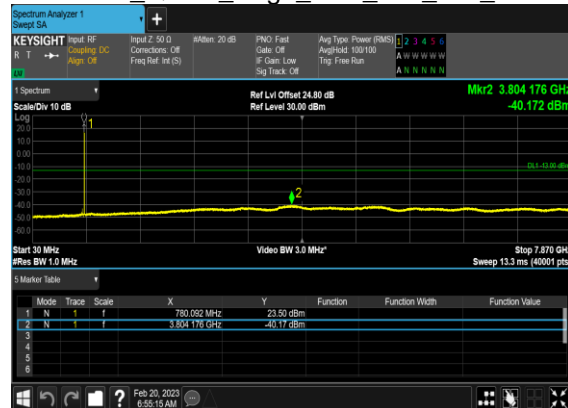 Spectrum Analyzer 1
Swept SA
+
KEYSIGHT Input: RF Input Z: 50 Ω #Atten: 20 dB PNO: Fast Avg Type: Power (RMS) 1 2 3 4 5 6
R T Coupling: DC Corrections: Off Gate: Off Avg|Hold: 100/100 A W W W W W
Align: Off Freq Ref: Int (S) IF Gain: Low Trig: Free Run
LW Sig Track: Off A N N N N N
1 Spectrum Ref Lvl Offset 24.80 dB Mkr2 3.804 176 GHz
Scale/Div 10 dB Ref Level 30.00 dBm -40.172 dBm
Log
20.0
10.0
0.00
-10.0
-20.0
-30.0
-40.0
-50.0
-60.0
1
DL1 -13.00 dBm
2
Start 30 MHz Video BW 3.0 MHz* Stop 7.870 GHz
#Res BW 1.0 MHz Sweep 13.3 ms (40001 pts)
5 Marker Table
Mode Trace Scale X Y Function Function Width Function Value
1 N 1 f 780.092 MHz 23.50 dBm
2 N 1 f 3.804 176 GHz -40.17 dBm
3
4
5
6
? Feb 20, 2023
6:55:15 AM